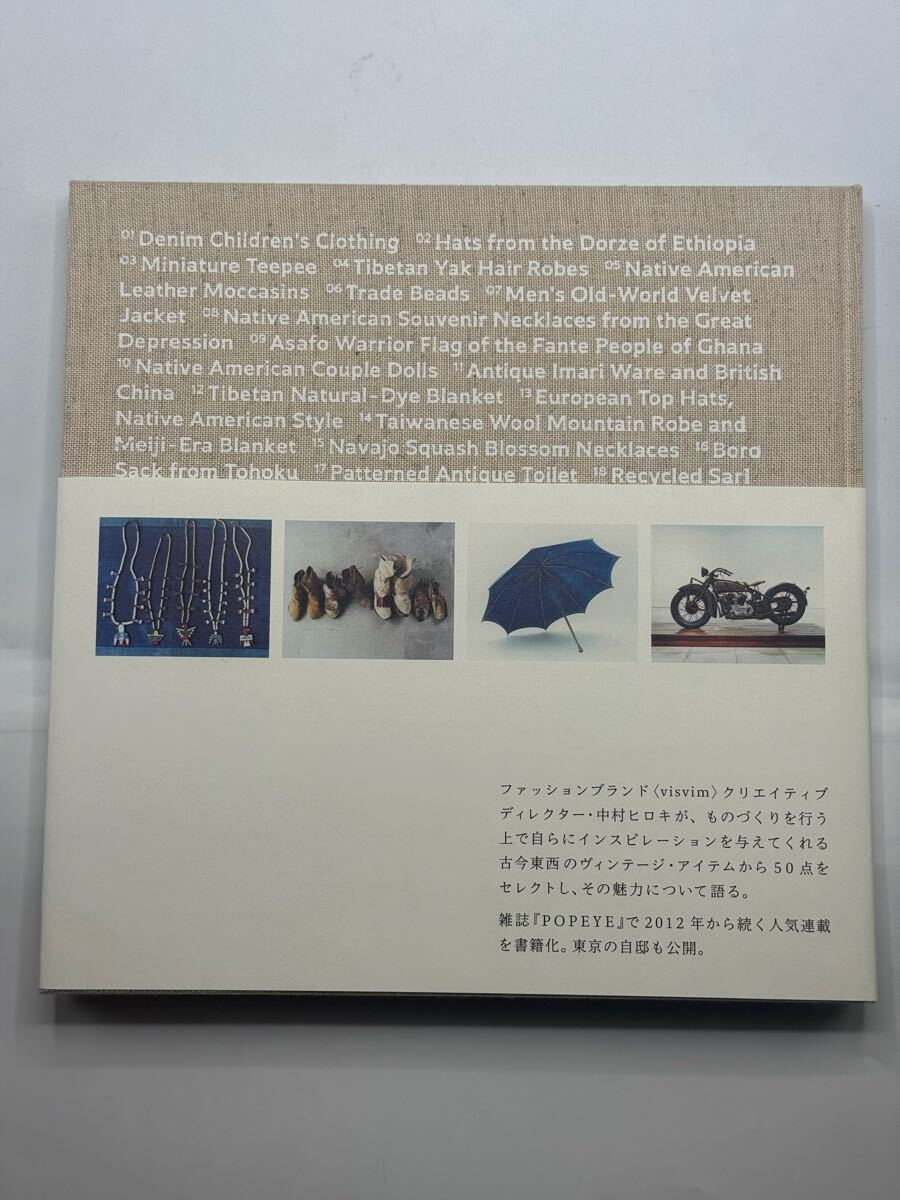 01 Denim Children's Clothing 02 Hats from the Dorze of Ethiopia
03 Miniature Teepee 04 Tibetan Yak Hair Robes 05 Native American
Leather Moccasins 06 Trade Beads 07 Men's Old-World Velvet
Jacket 08 Native American Souvenir Necklaces from the Great
Depression 09 Asafo Warrior Flag of the Fante People of Ghana
10 Native American Couple Dolls 11 Antique Imari Ware and British
China 12 Tibetan Natural-Dye Blanket 13 European Top Hats,
Native American Style 14 Taiwanese Wool Mountain Robe and
Meiji-Era Blanket 15 Navajo Squash Blossom Necklaces 16 Boro
Sack from Tohoku 17 Patterned Antique Toilet 18 Recycled Sari
ファッションブランド〈visvim〉クリエイティブ
ディレクター・中村ヒロキが、ものづくりを行う
上で自らにインスピレーションを与えてくれる
古今東西のヴィンテージ・アイテムから50点を
セレクトし、その魅力について語る。
雑誌『POPEYE』で2012年から続く人気連載
を書籍化。東京の自邸も公開。